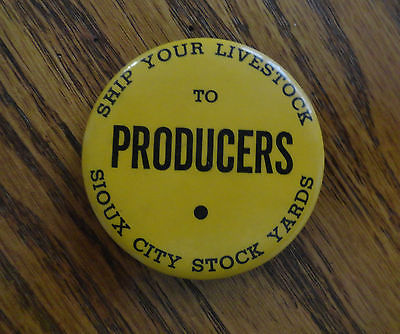 SHIP YOUR LIVESTOCK
TO
PRODUCERS
SIOUX CITY STOCK YARDS